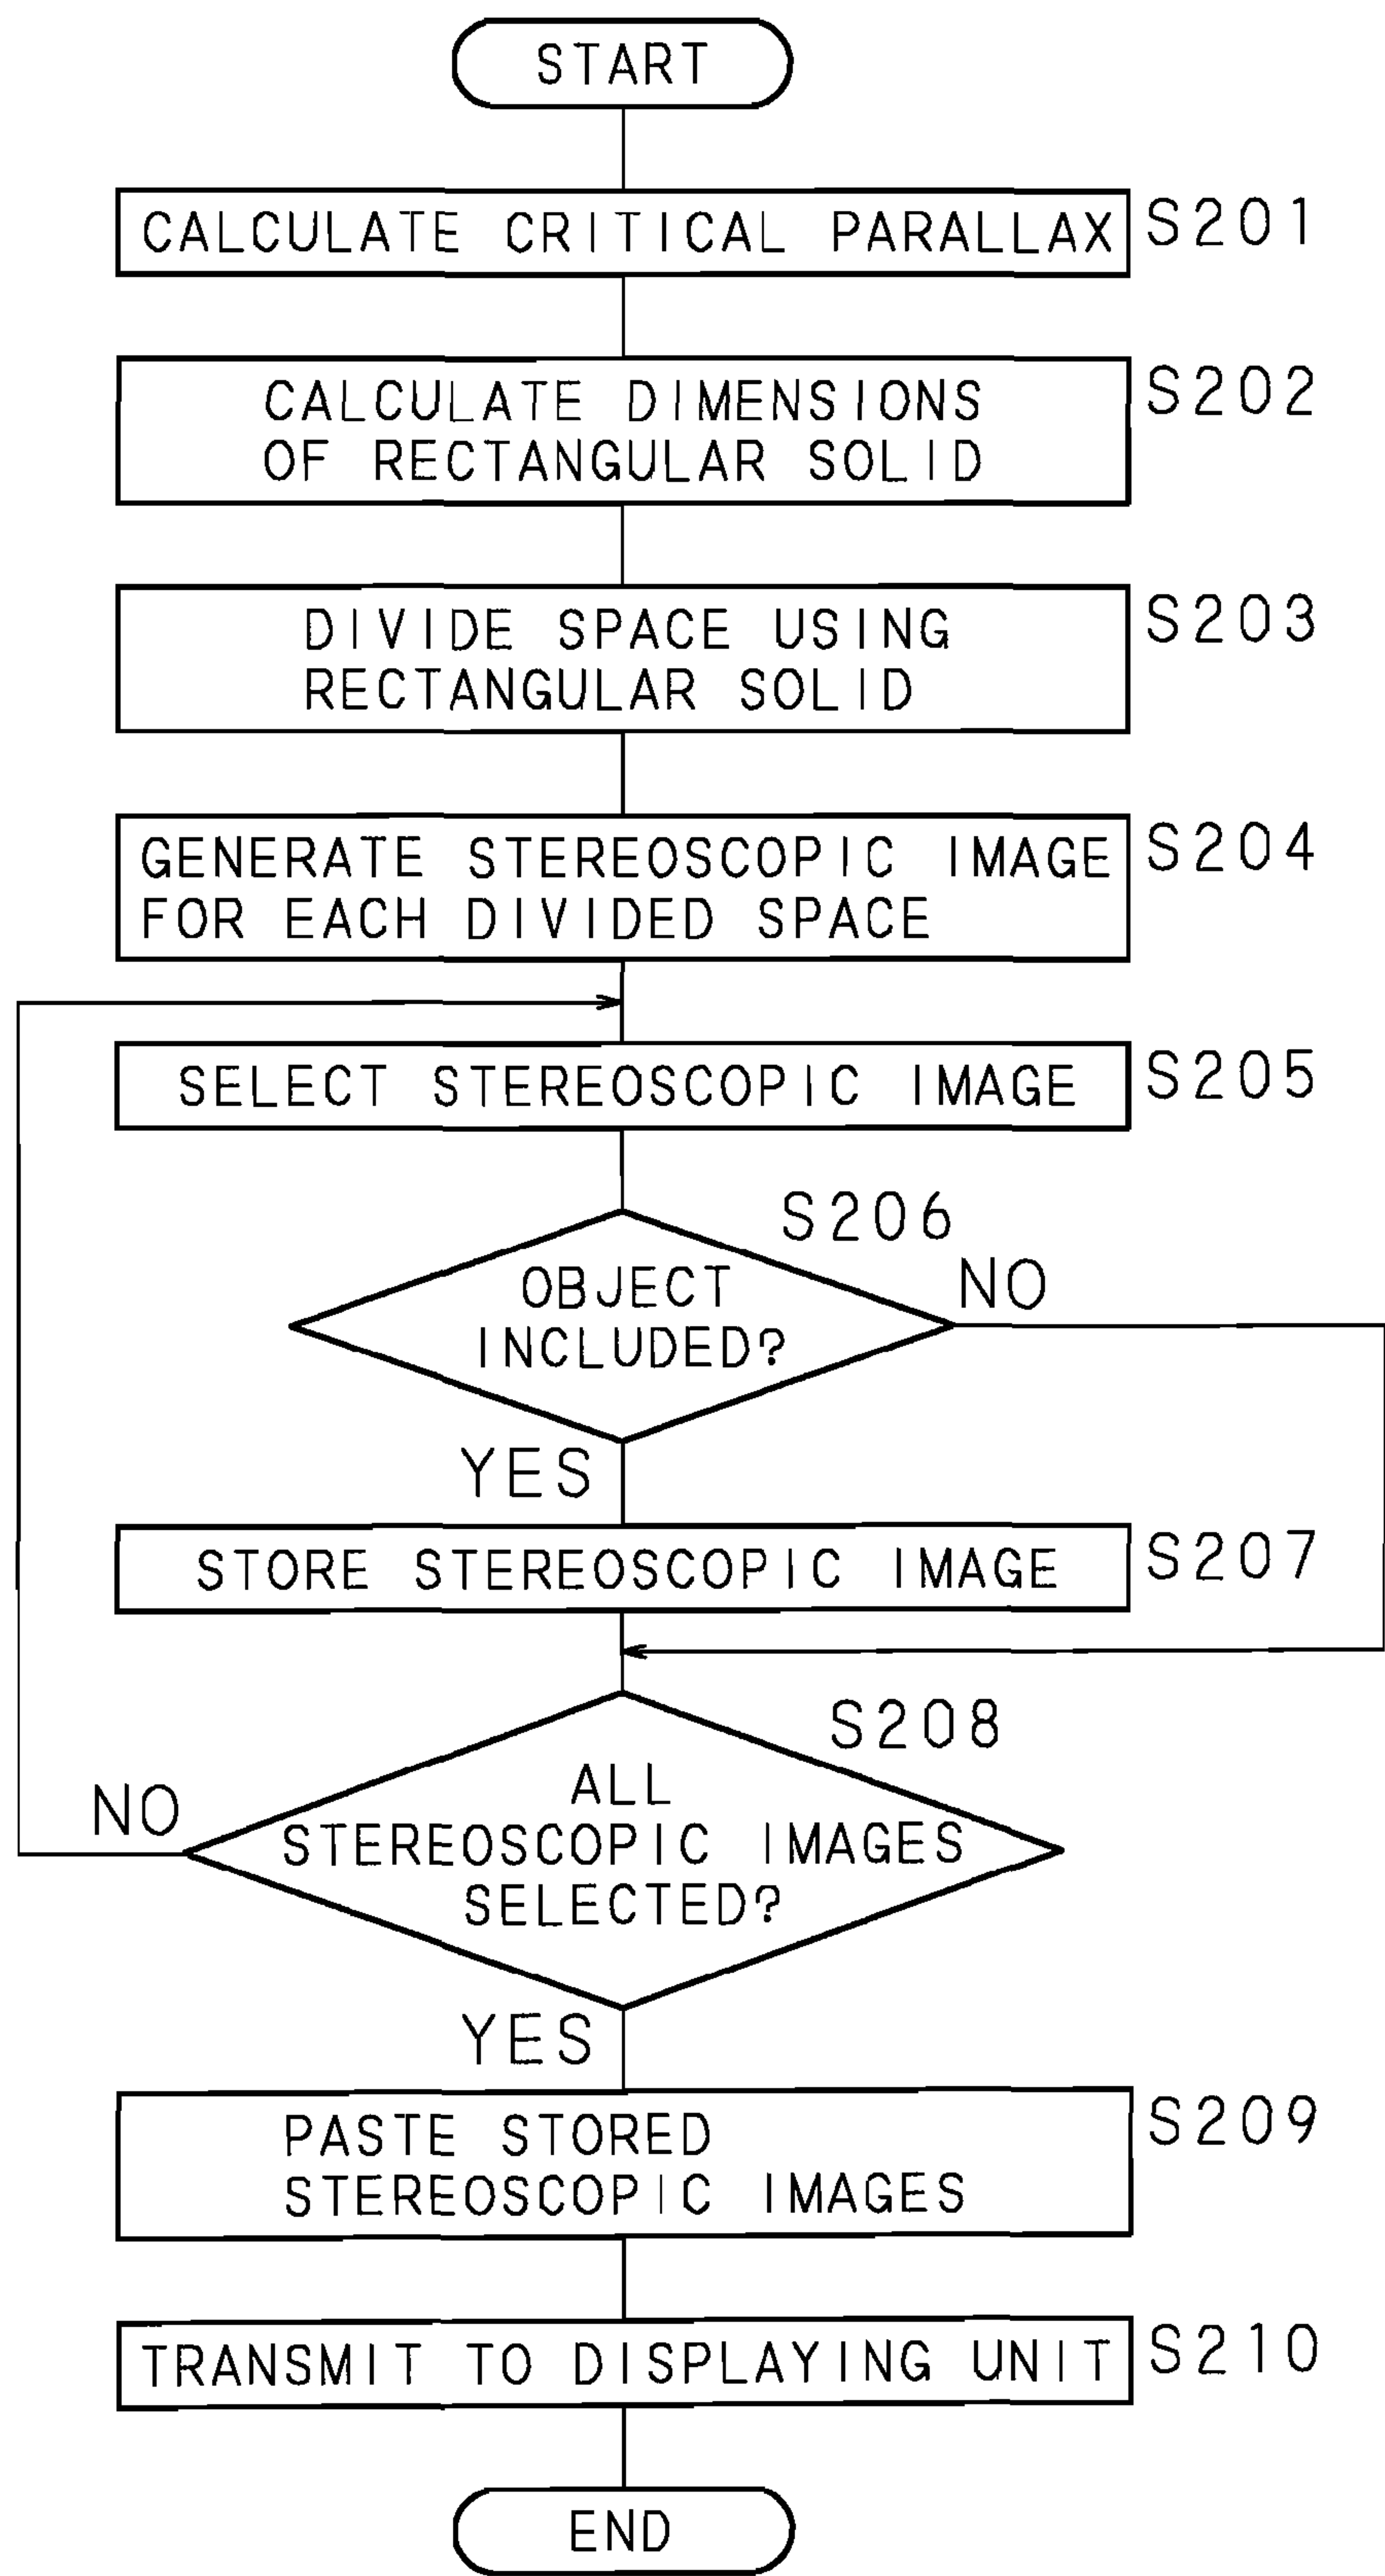 START
CALCULATE CRITICAL PARALLAX
S201
CALCULATE DIMENSIONS
OF RECTANGULAR SOLID
S202
DIVIDE SPACE USING
RECTANGULAR SOLID
S203
GENERATE STEREOSCOPIC IMAGE
FOR EACH DIVIDED SPACE
S204
SELECT STEREOSCOPIC IMAGE
S205
S206
OBJECT
INCLUDED?
NO
YES
STORE STEREOSCOPIC IMAGE
S207
S208
ALL
STEREOSCOPIC IMAGES
SELECTED?
NO
YES
PASTE STORED
STEREOSCOPIC IMAGES
S209
TRANSMIT TO DISPLAYING UNIT
S210
END